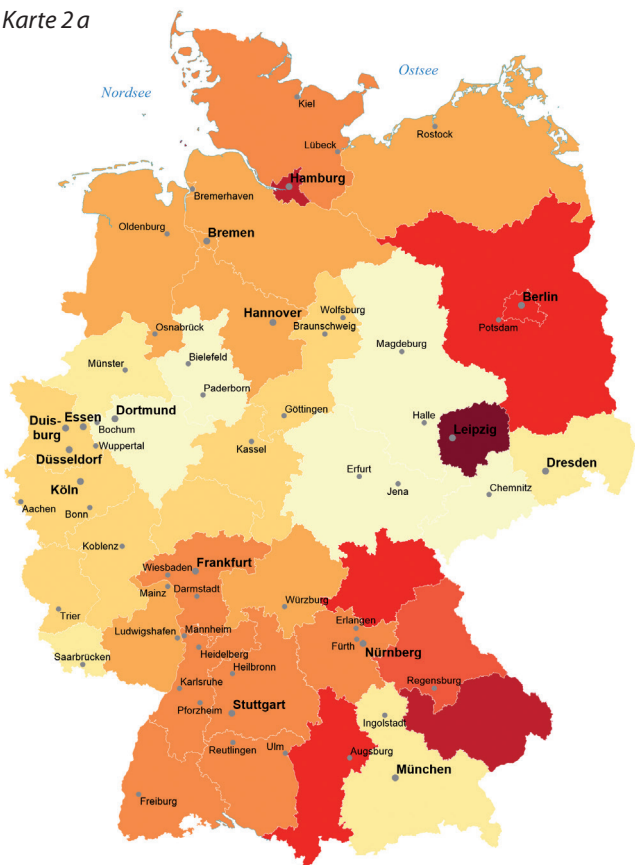 Karte 2 a
Ostsee
Nordsee
Kiel
Rostock
Lübeck
Hamburg
Bremerhaven
Oldenburg
Bremen
Berlin
Wolfsburg
Hannover
Potsdam
Braunschweig
Osnabrück
Magdeburg
Bielefeld
Münster
Paderborn
Dortmund
Göttingen
Halle
Duis-
burg
Essen
Bochum
Leipzig
Wuppertal
Kassel
Düsseldorf
Dresden
Erfurt
Köln
Jena
Chemnitz
Aachen
Bonn
Koblenz
Frankfurt
Wiesbaden
Mainz
Darmstadt
Würzburg
Trier
Erlangen
Ludwigshafen
Mannheim
Fürth
Nürnberg
Heidelberg
Saarbrücken
Heilbronn
Karlsruhe
Regensburg
Pforzheim
Stuttgart
Ingolstadt
Reutlingen
Ulm
Augsburg
München
Freiburg